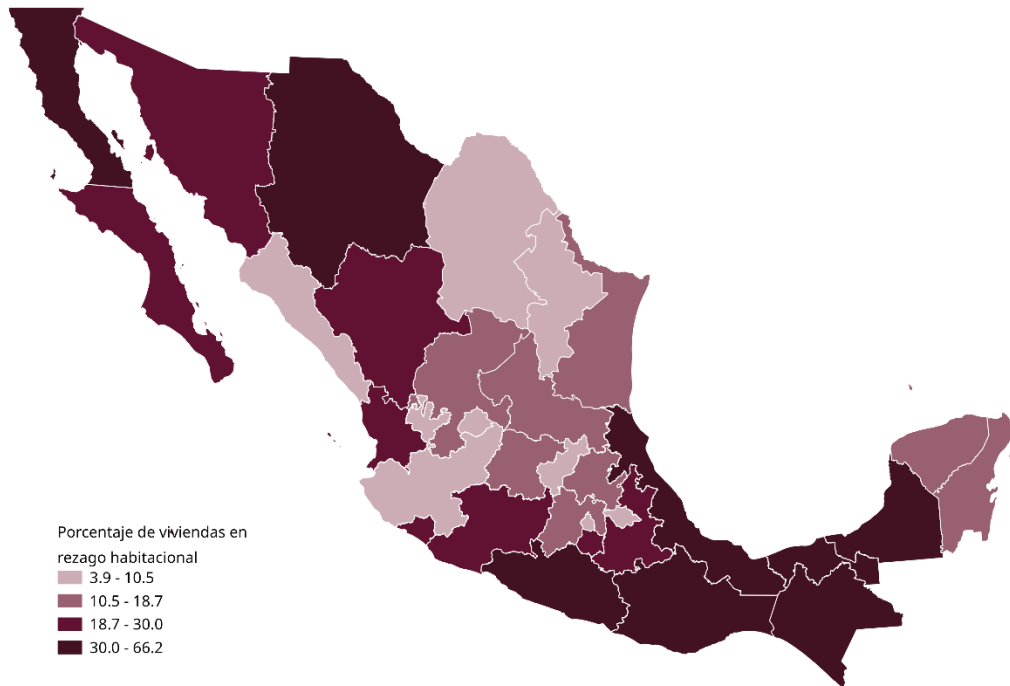 Porcentaje de viviendas en
rezago habitacional
3.9 - 10.5
10.5 - 18.7
18.7 - 30.0
30.0 - 66.2